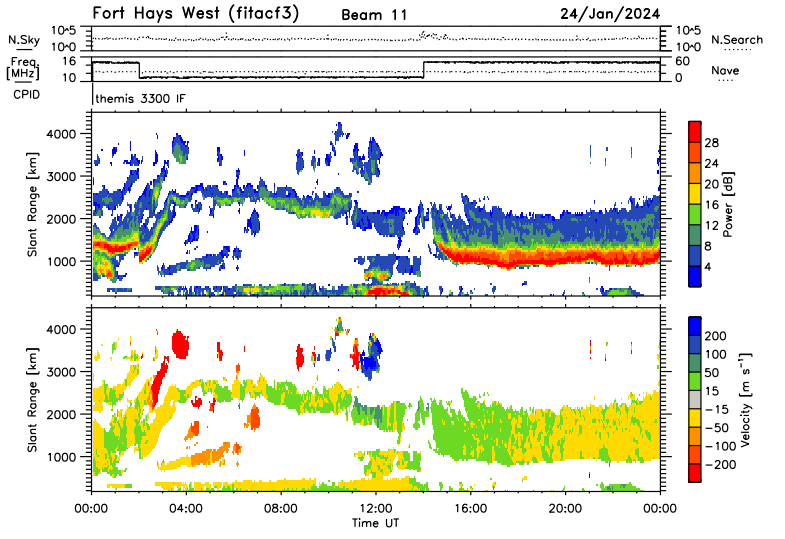 Fort Hays West (fitacf3) Beam 11 24/Jan/2024
N.Sky 10^5 10^0 10^5 10^0 N.Search
Freq. [MHz] 16 10 60 0 Nave
CPID themis 3300 IF
Slant Range [km] 4000 3000 2000 1000
28 24 20 16 12 8 4 Power [dB]
Slant Range [km] 4000 3000 2000 1000
200 100 50 15 −15 −50 −100 −200 Velocity [m s⁻¹]
00:00 04:00 08:00 12:00 16:00 20:00 00:00
Time UT